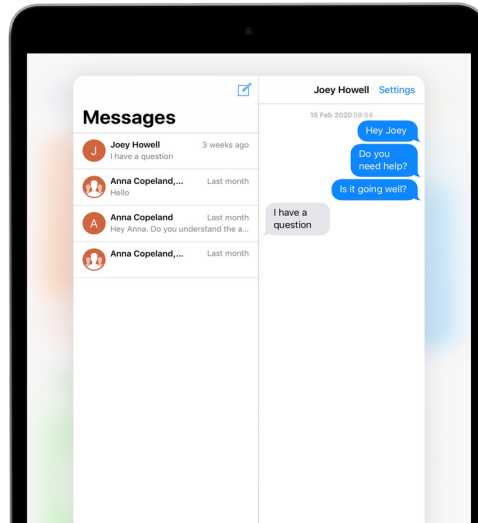 Messages
J
Joey Howell 3 weeks ago
I have a question
Anna Copeland,... Last month
Hello
A
Anna Copeland Last month
Hey Anna. Do you understand the a...
Anna Copeland,... Last month
Joey Howell Settings
15 Feb 2020 09:54
Hey Joey
Do you
need help?
Is it going well?
I have a
question